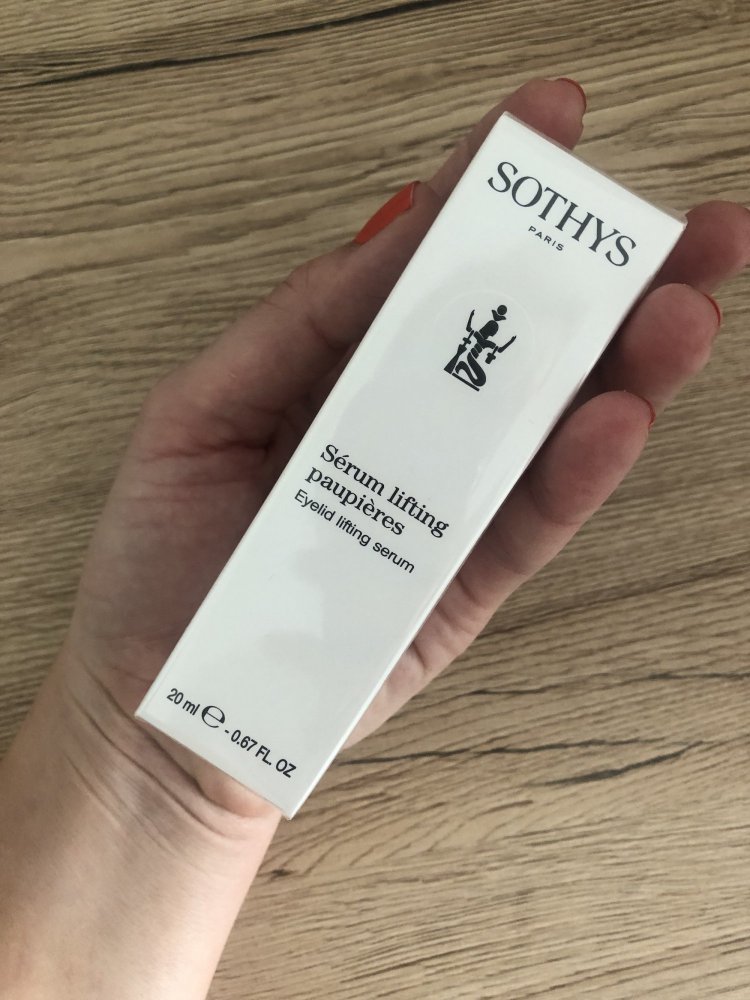 SOTHYS
PARIS
Sérum lifting
paupières
Eyelid lifting serum
20 ml ℮ - 0.67 FL. OZ